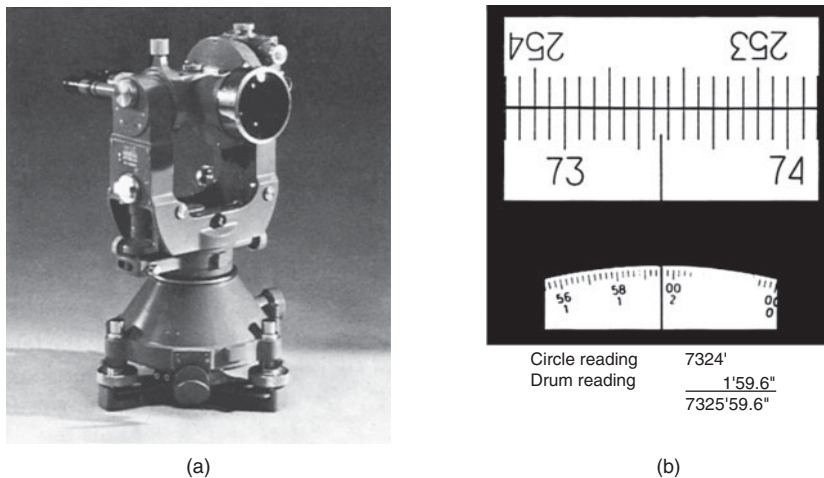 254 253
73 74
56 58 00 00
1 1 2 0
Circle reading 7324'
Drum reading 1'59.6"
7325'59.6"
(a) (b)